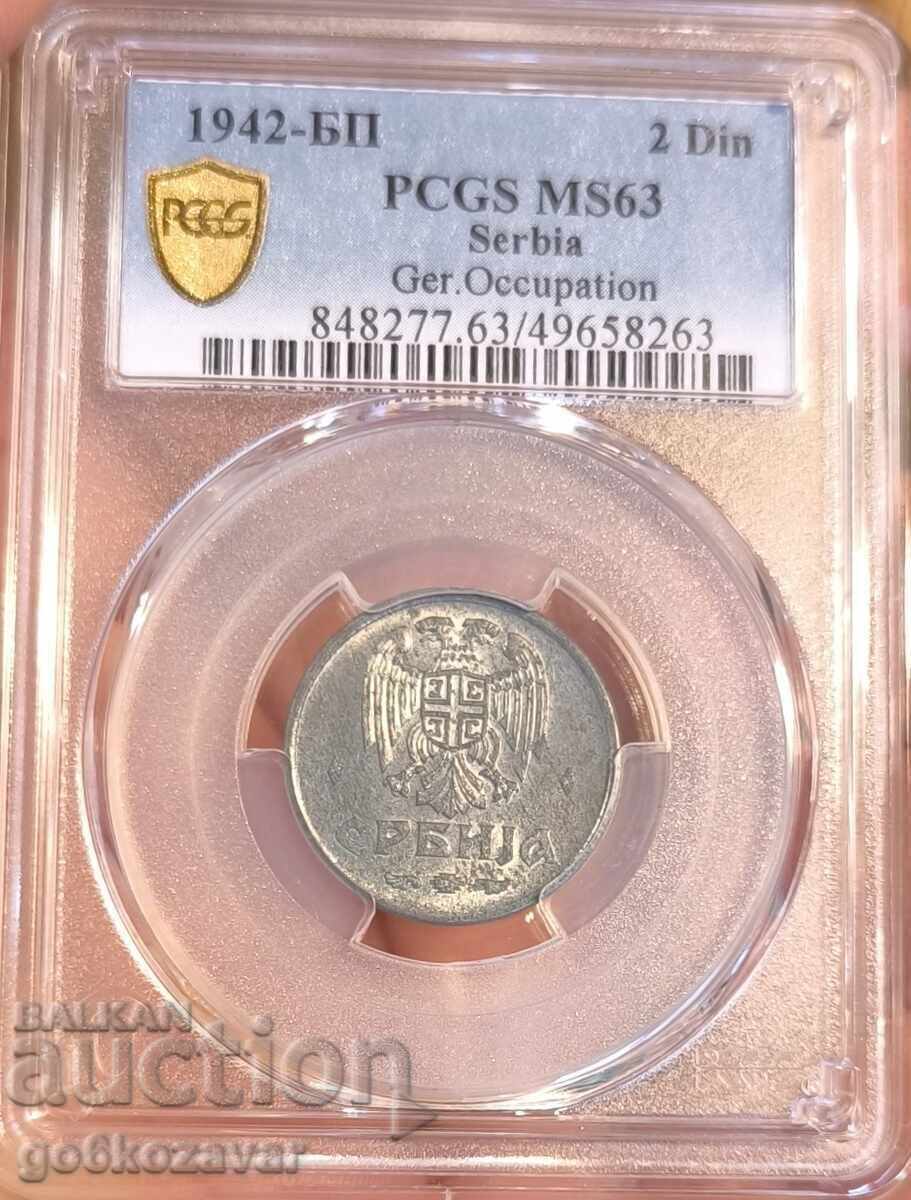 1942-БП 2 Din
PCGS
PCGS MS63
Serbia
Ger.Occupation
848277.63/49658263
СРБИЈА
BALKAN
auction
go6kozavar